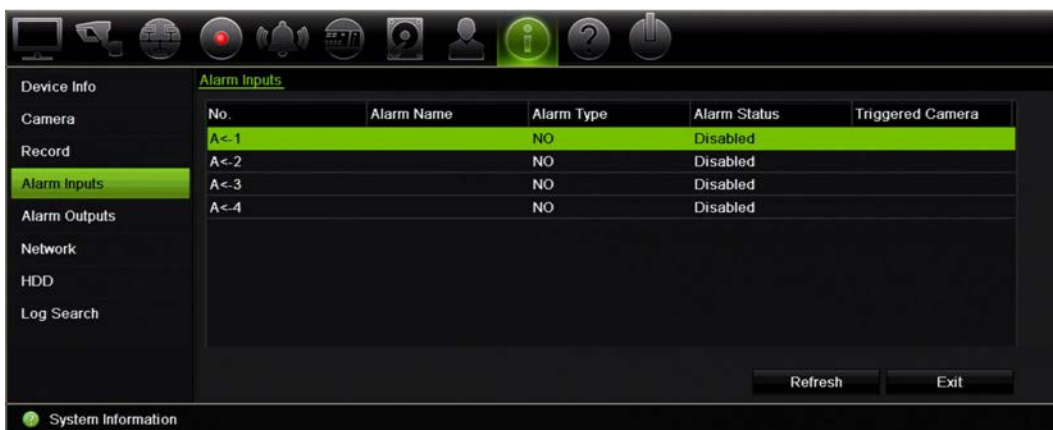 Device Info
Camera
Record
Alarm Inputs
Alarm Outputs
Network
HDD
Log Search
Alarm Inputs
No. Alarm Name Alarm Type Alarm Status Triggered Camera
A<-1 NO Disabled
A<-2 NO Disabled
A<-3 NO Disabled
A<-4 NO Disabled
Refresh Exit
? System Information